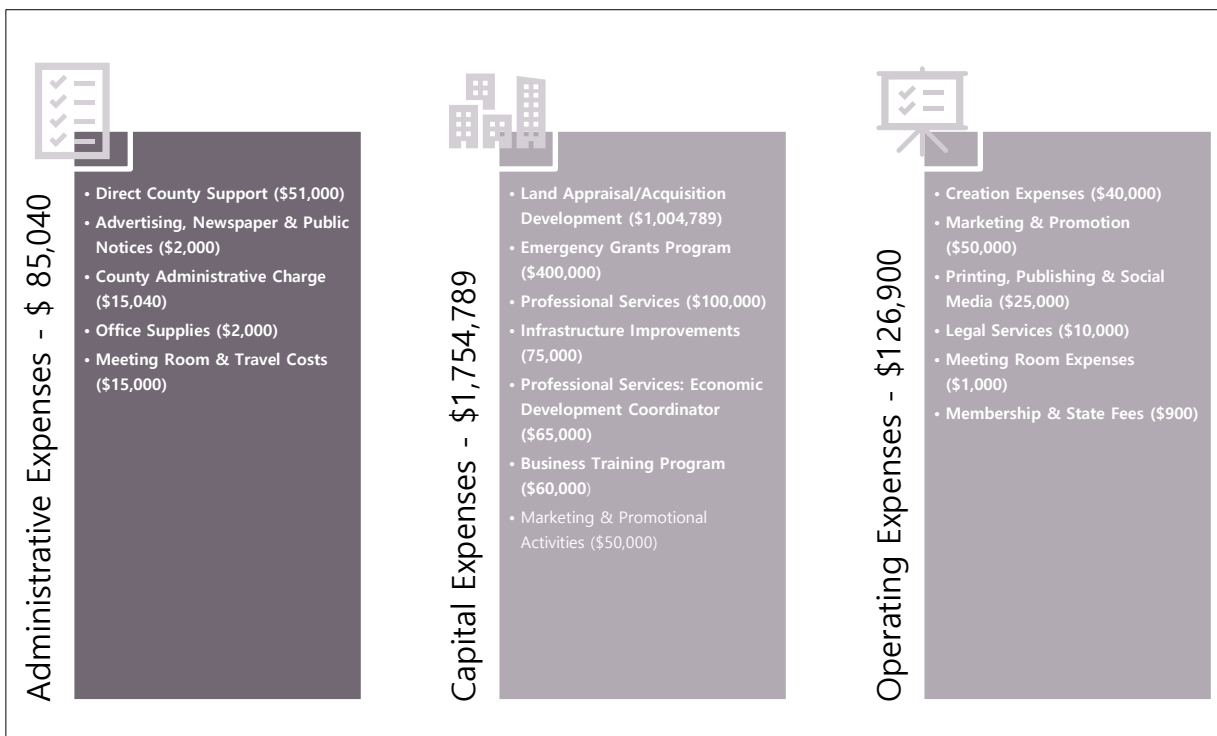 Administrative Expenses - $ 85,040
• Direct County Support ($51,000)
• Advertising, Newspaper & Public
Notices ($2,000)
• County Administrative Charge
($15,040)
• Office Supplies ($2,000)
• Meeting Room & Travel Costs
($15,000)
Capital Expenses - $1,754,789
• Land Appraisal/Acquisition
Development ($1,004,789)
• Emergency Grants Program
($400,000)
• Professional Services ($100,000)
• Infrastructure Improvements
(75,000)
• Professional Services: Economic
Development Coordinator
($65,000)
• Business Training Program
($60,000)
• Marketing & Promotional
Activities ($50,000)
Operating Expenses - $126,900
• Creation Expenses ($40,000)
• Marketing & Promotion
($50,000)
• Printing, Publishing & Social
Media ($25,000)
• Legal Services ($10,000)
• Meeting Room Expenses
($1,000)
• Membership & State Fees ($900)